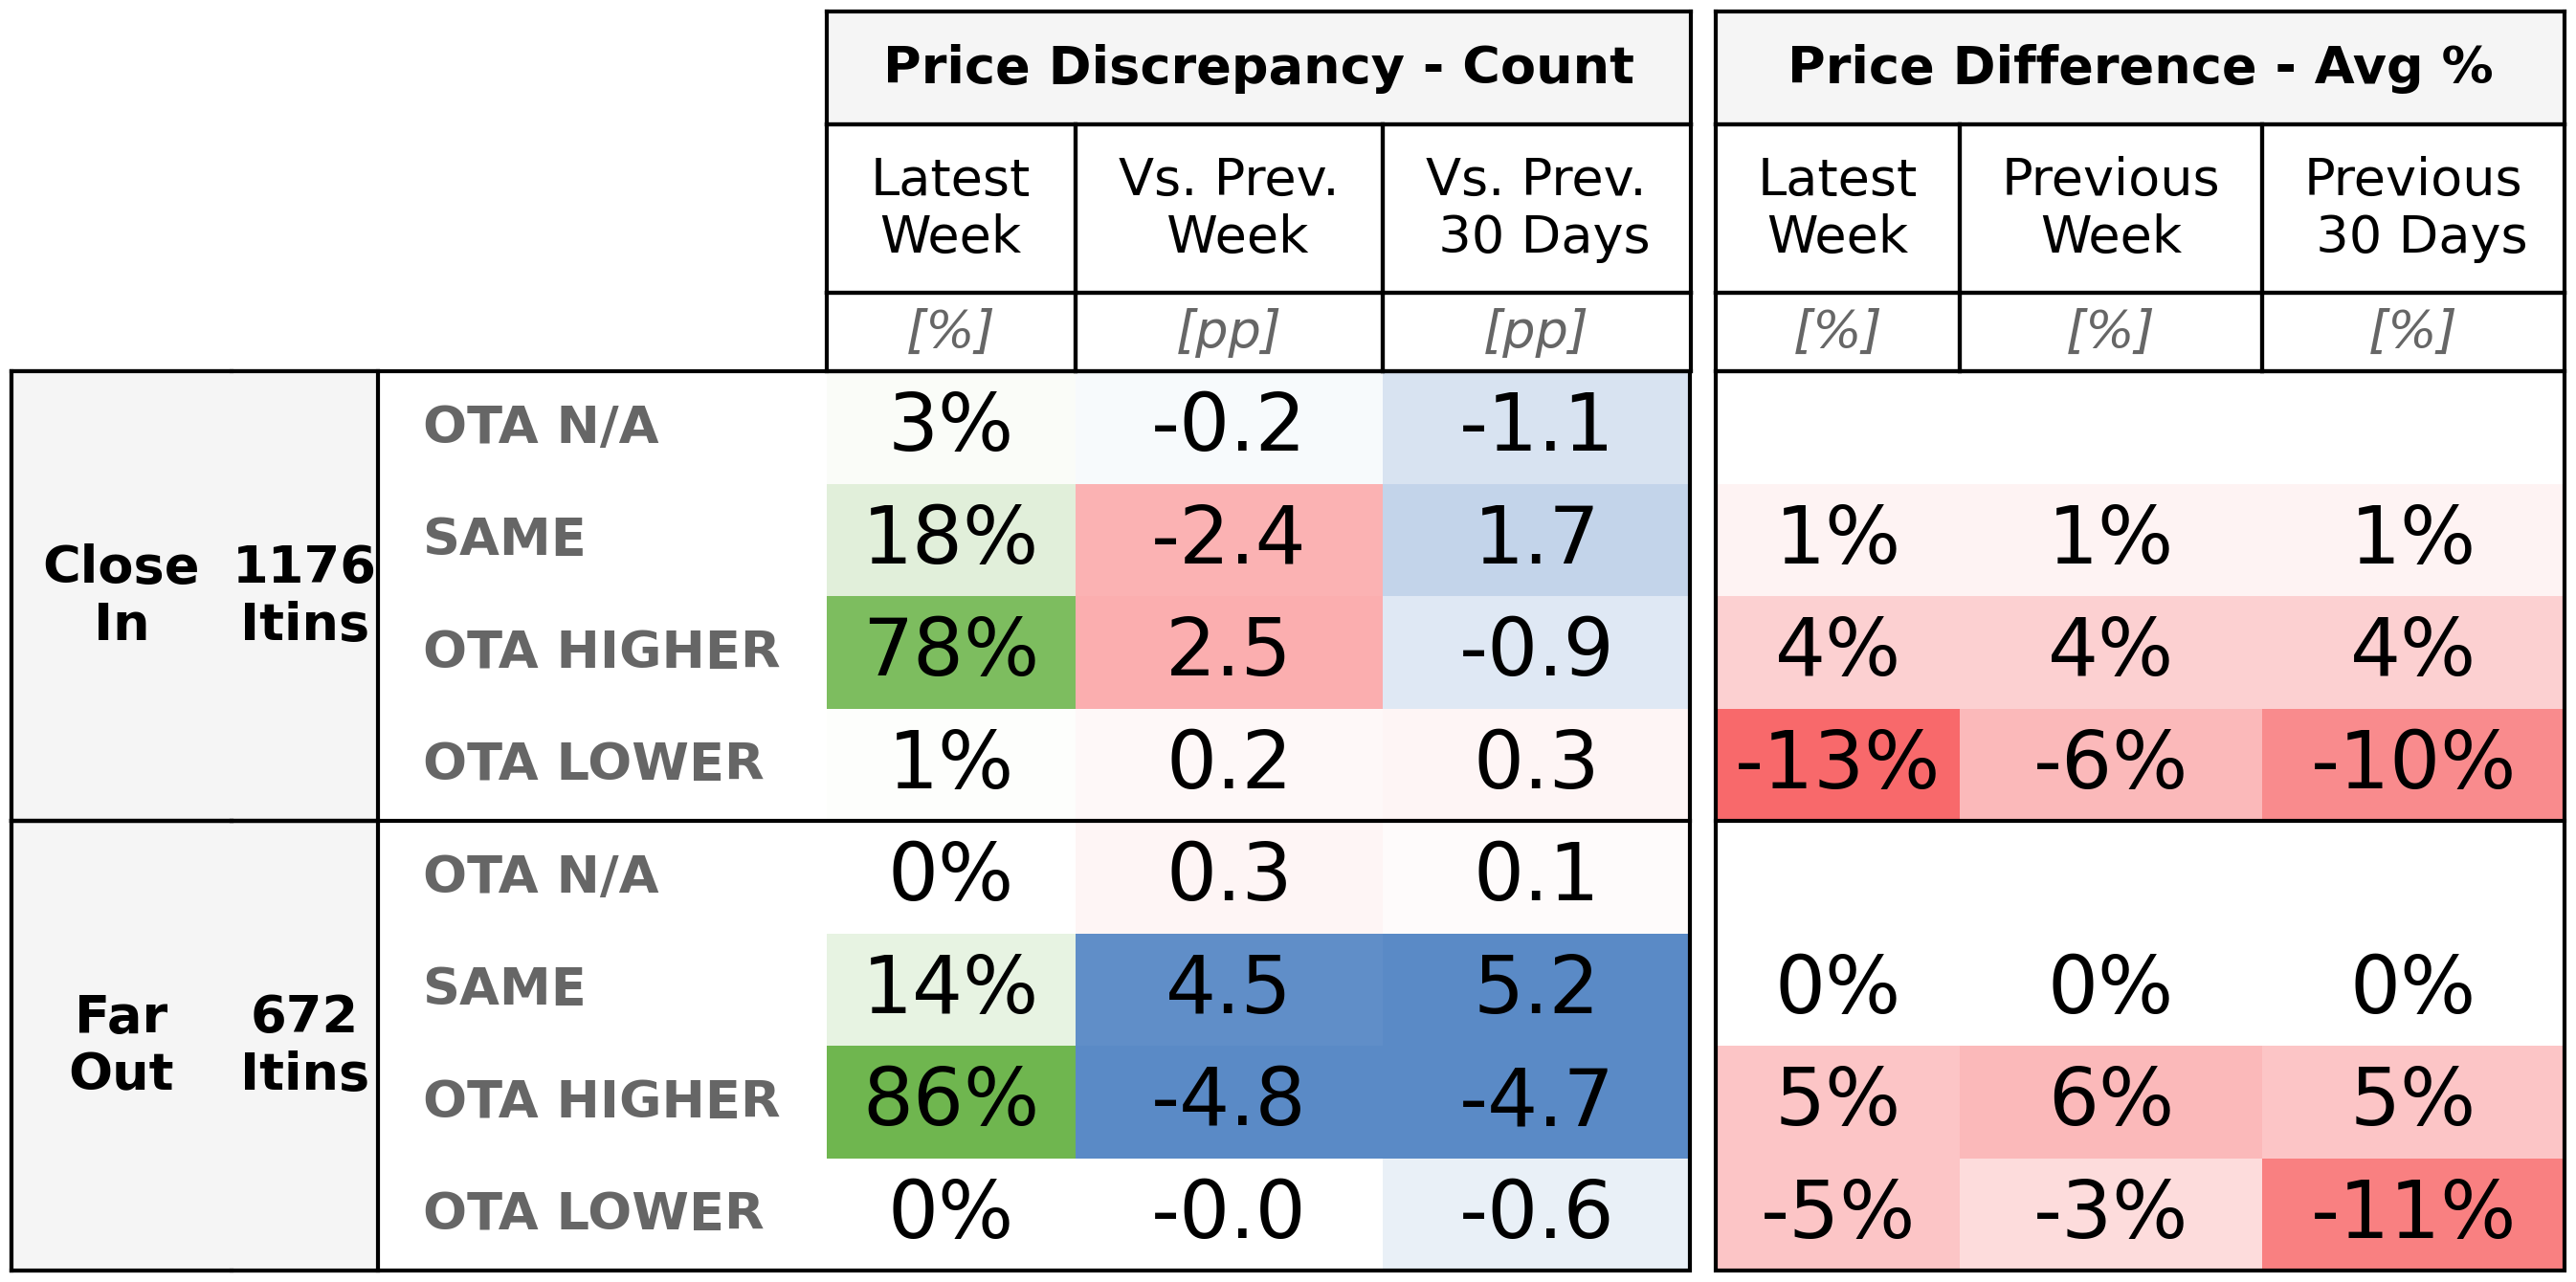 Price Discrepancy - Count Price Difference - Avg %
Latest Week Vs. Prev. Week Vs. Prev. 30 Days Latest Week Previous Week Previous 30 Days
[%] [pp] [pp] [%] [%] [%]
Close In 1176 Itins
OTA N/A 3% -0.2 -1.1
SAME 18% -2.4 1.7 1% 1% 1%
OTA HIGHER 78% 2.5 -0.9 4% 4% 4%
OTA LOWER 1% 0.2 0.3 -13% -6% -10%
Far Out 672 Itins
OTA N/A 0% 0.3 0.1
SAME 14% 4.5 5.2 0% 0% 0%
OTA HIGHER 86% -4.8 -4.7 5% 6% 5%
OTA LOWER 0% -0.0 -0.6 -5% -3% -11%